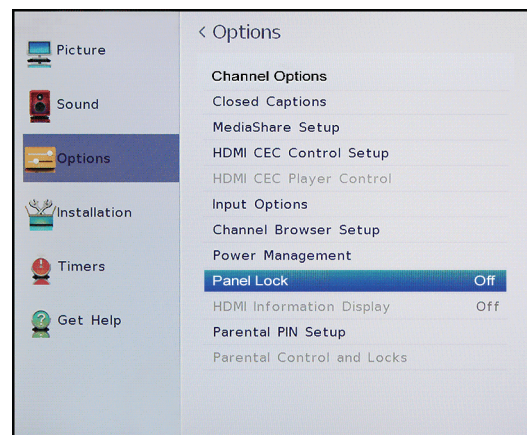 Picture
Sound
Options
Installation
Timers
Get Help
< Options
Channel Options
Closed Captions
MediaShare Setup
HDMI CEC Control Setup
HDMI CEC Player Control
Input Options
Channel Browser Setup
Power Management
Panel Lock Off
HDMI Information Display Off
Parental PIN Setup
Parental Control and Locks